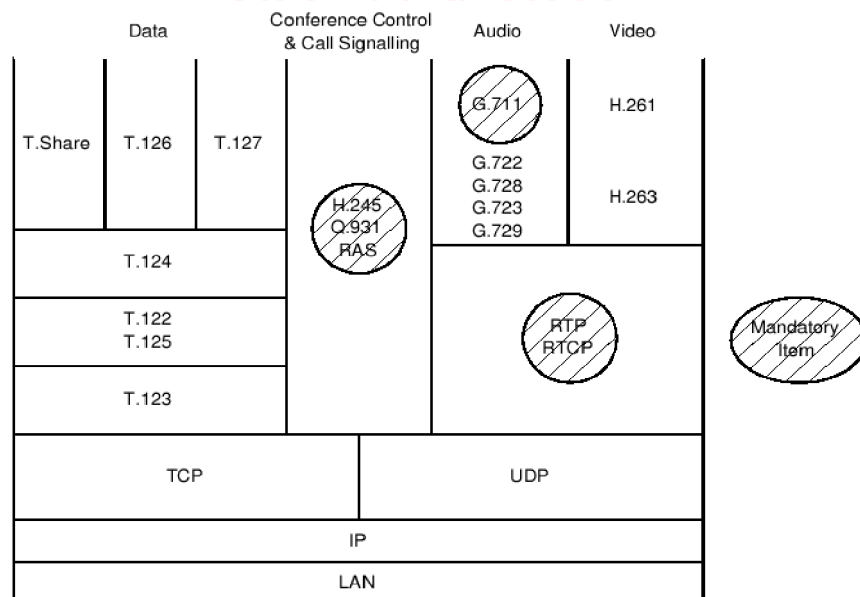 Data
Conference Control
& Call Signalling
Audio
Video
T.Share
T.126
T.127
G.711
H.261
G.722
G.728
G.723
G.729
H.263
H.245
Q.931
RAS
T.124
T.122
T.125
RTP
RTCP
Mandatory
Item
T.123
TCP
UDP
IP
LAN